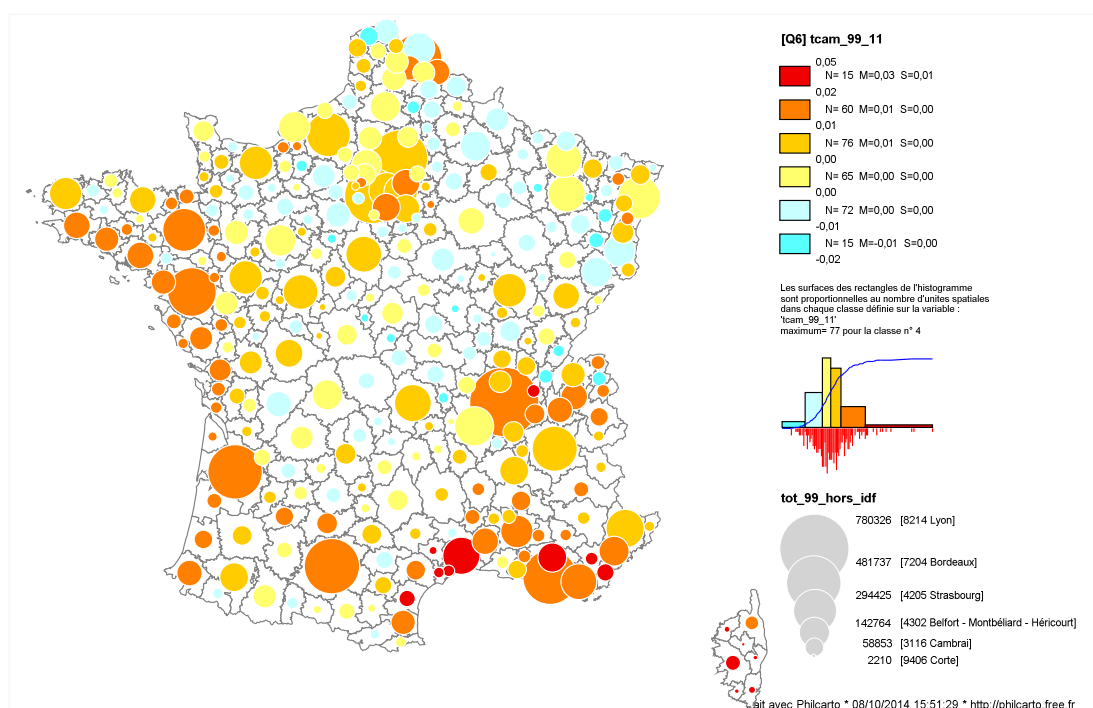 [Q6] tcam_99_11
0,05
N= 15 M=0,03 S=0,01
0,02
N= 60 M=0,01 S=0,00
0,01
N= 76 M=0,01 S=0,00
0,00
N= 65 M=0,00 S=0,00
0,00
N= 72 M=0,00 S=0,00
-0,01
N= 15 M=-0,01 S=0,00
-0,02
Les surfaces des rectangles de l'histogramme
sont proportionnelles au nombre d'unites spatiales
dans chaque classe définie sur la variable :
'tcam_99_11'
maximum= 77 pour la classe n° 4
tot_99_hors_idf
780326 [8214 Lyon]
481737 [7204 Bordeaux]
294425 [4205 Strasbourg]
142764 [4302 Belfort - Montbéliard - Héricourt]
58853 [3116 Cambrai]
2210 [9406 Corte]
ait avec Philcarto * 08/10/2014 15:51:29 * http://philcarto.free.fr